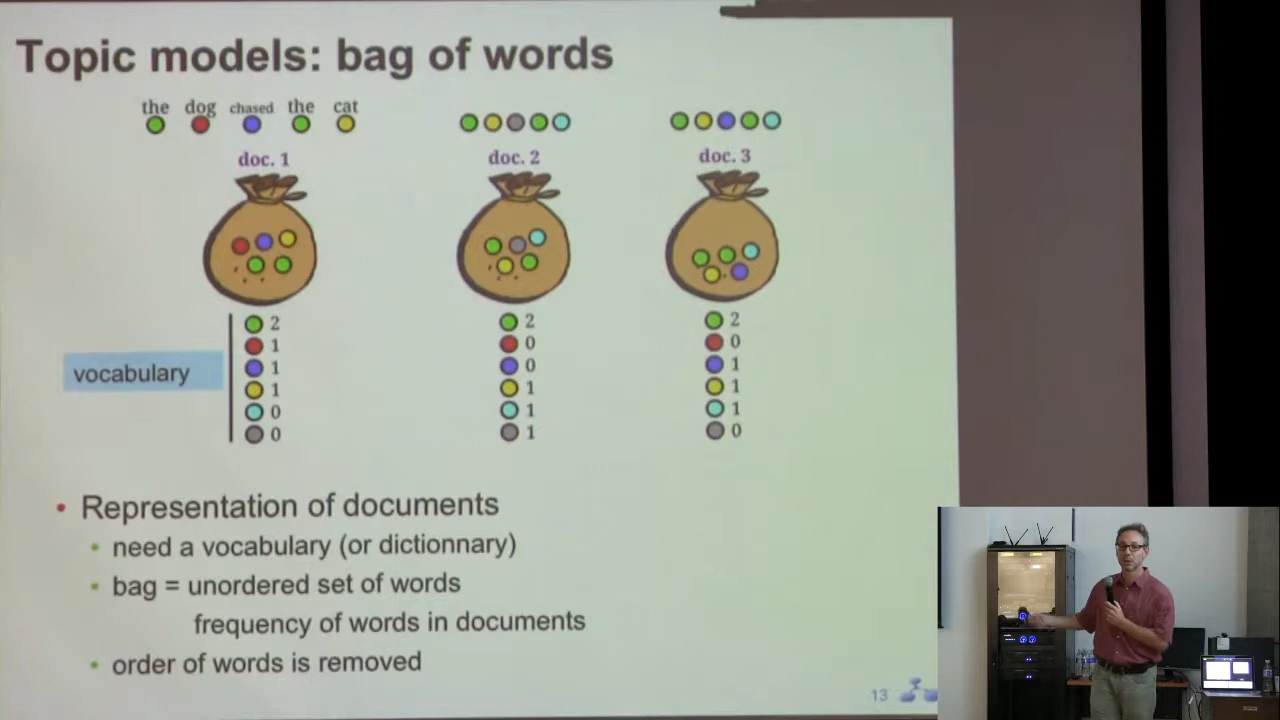 Topic models: bag of words
the dog chased the cat
doc. 1 doc. 2 doc. 3
2 2 2
1 0 0
1 0 1
vocabulary
1 1 1
0 1 1
0 1 0
• Representation of documents
• need a vocabulary (or dictionnary)
• bag = unordered set of words
frequency of words in documents
• order of words is removed
13